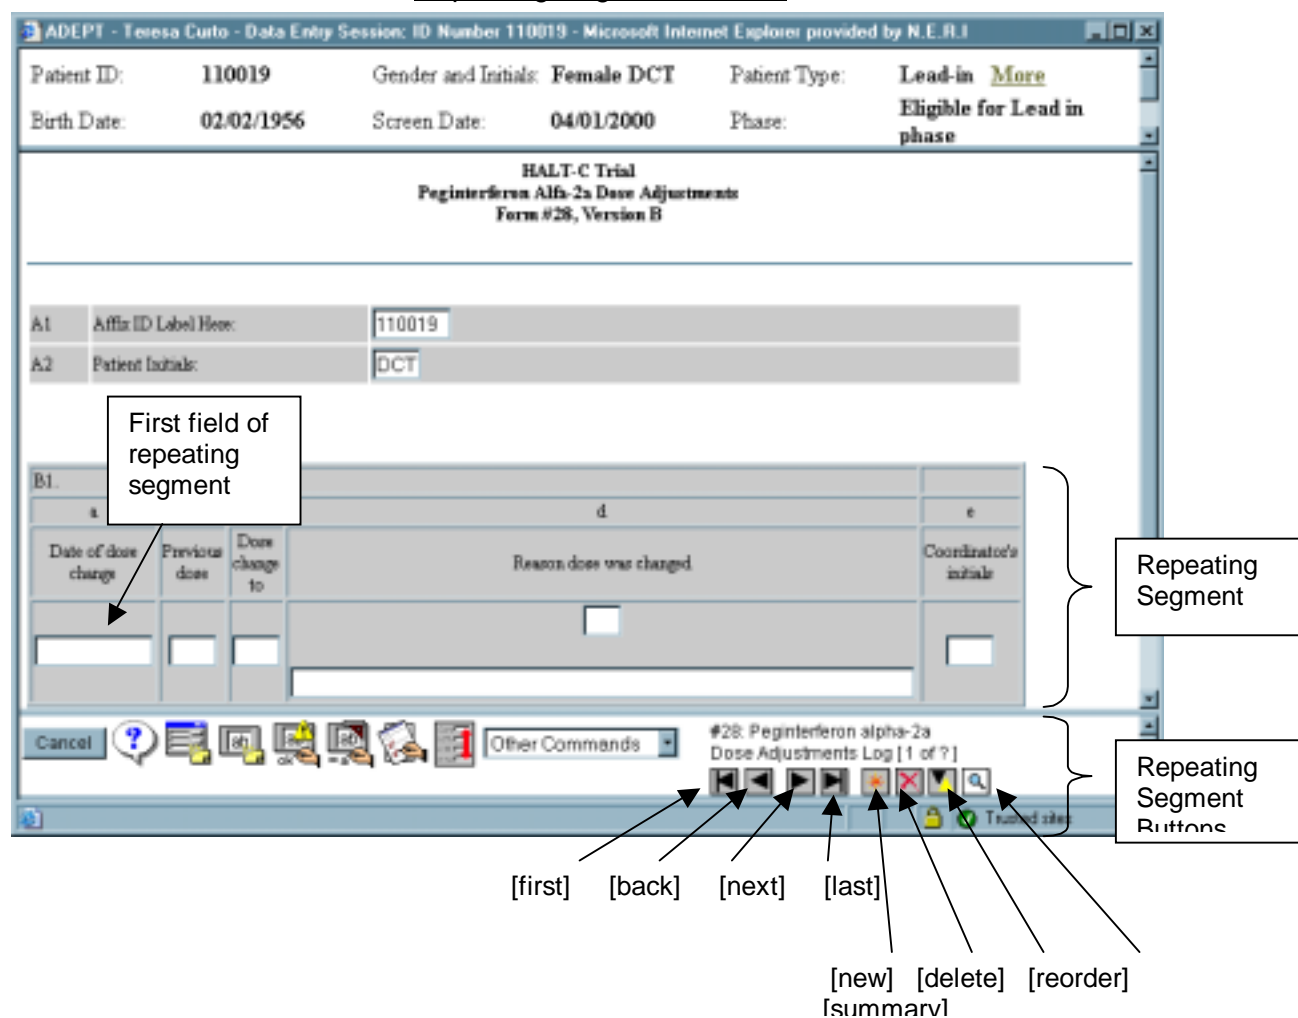 ADEPT - Teresa Curto - Data Entry Session: ID Number 110019 - Microsoft Internet Explorer provided by N.E.R.I
Patient ID: 110019 Gender and Initials: Female DCT Patient Type: Lead-in More
Birth Date: 02/02/1956 Screen Date: 04/01/2000 Phase: Eligible for Lead in phase
HALT-C Trial
Peginterferon Alfa-2a Dose Adjustments
Form #28, Version B
A1 Affix ID Label Here: 110019
A2 Patient Initials: DCT
First field of
repeating
segment
B1.
a d e
Date of dose change Previous dose Dose change to Reason dose was changed Coordinator's initials
Repeating
Segment
Cancel Other Commands
#28: Peginterferon alpha-2a
Dose Adjustments Log [1 of ?]
Repeating
Segment
Buttons
Trusted sites
[first] [back] [next] [last]
[new] [delete] [reorder]
[summary]